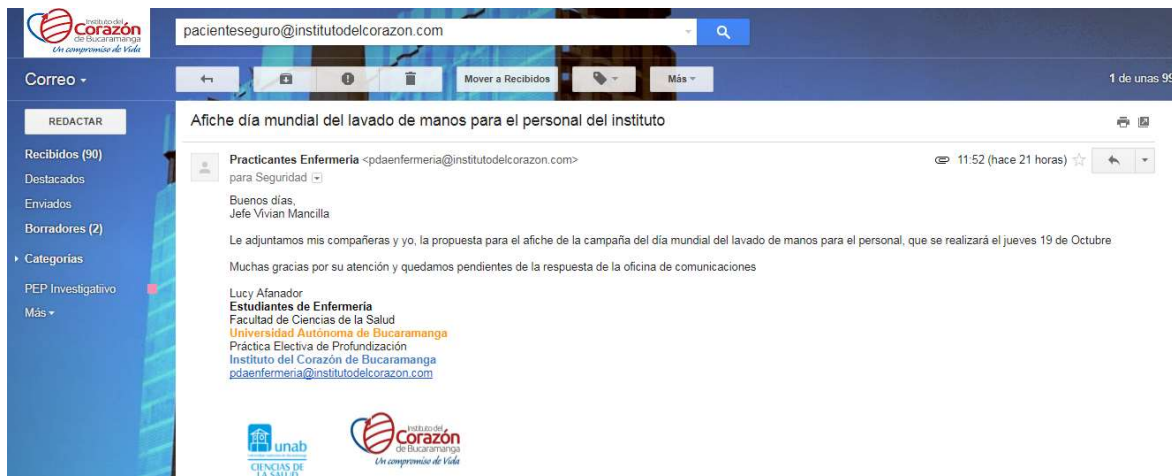 Instituto del
Corazón
de Bucaramanga
Un compromiso de Vida
pacienteseguro@institutodelcorazon.com
Correo
Mover a Recibidos
Más
1 de unas 99
REDACTAR
Afiche día mundial del lavado de manos para el personal del instituto
Recibidos (90)
Destacados
Enviados
Borradores (2)
Categorías
PEP Investigatiivo
Más
Practicantes Enfermeria <pdaenfermeria@institutodelcorazon.com>
11:52 (hace 21 horas)
para Seguridad
Buenos días,
Jefe Vivian Mancilla
Le adjuntamos mis compañeras y yo, la propuesta para el afiche de la campaña del día mundial del lavado de manos para el personal, que se realizará el jueves 19 de Octubre
Muchas gracias por su atención y quedamos pendientes de la respuesta de la oficina de comunicaciones
Lucy Afanador
Estudiantes de Enfermería
Facultad de Ciencias de la Salud
Universidad Autónoma de Bucaramanga
Práctica Electiva de Profundización
Instituto del Corazón de Bucaramanga
pdaenfermeria@institutodelcorazon.com
unab
CIENCIAS DE
LA SALUD
Instituto del
Corazón
de Bucaramanga
Un compromiso de Vida